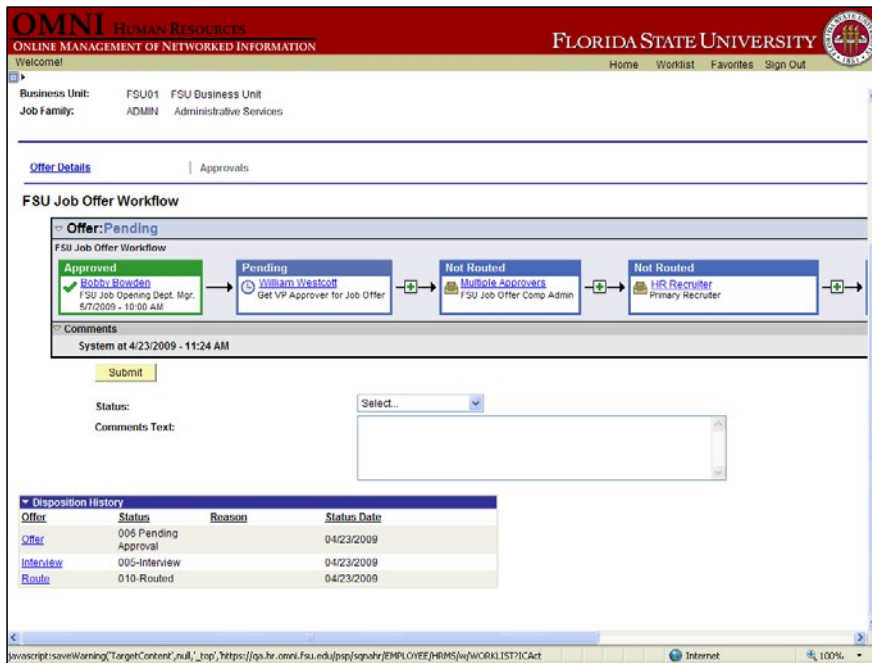 OMNI HUMAN RESOURCES
ONLINE MANAGEMENT OF NETWORKED INFORMATION
FLORIDA STATE UNIVERSITY
Welcome!
Home Worklist Favorites Sign Out
Business Unit: FSU01 FSU Business Unit
Job Family: ADMIN Administrative Services
Offer Details | Approvals
FSU Job Offer Workflow
Offer:Pending
FSU Job Offer Workflow
Approved
Bobby Bowden
FSU Job Opening Dept. Mgr.
5/7/2009 - 10:00 AM
Pending
William Westcott
Get VP Approver for Job Offer
Not Routed
Multiple Approvers
FSU Job Offer Comp Admin
Not Routed
HR Recruiter
Primary Recruiter
Comments
System at 4/23/2009 - 11:24 AM
Submit
Status: Select...
Comments Text:
Disposition History
Offer Status Reason Status Date
Offer 006 Pending Approval 04/23/2009
Interview 005-Interview 04/23/2009
Route 010-Routed 04/23/2009
javascript:saveWarning('TargetContent',null,'_top','https://qa.hr.omni.fsu.edu/psp/sqnahr/EMPLOYEE/HRMS/w/WORKLIST?ICAct
Internet 100%